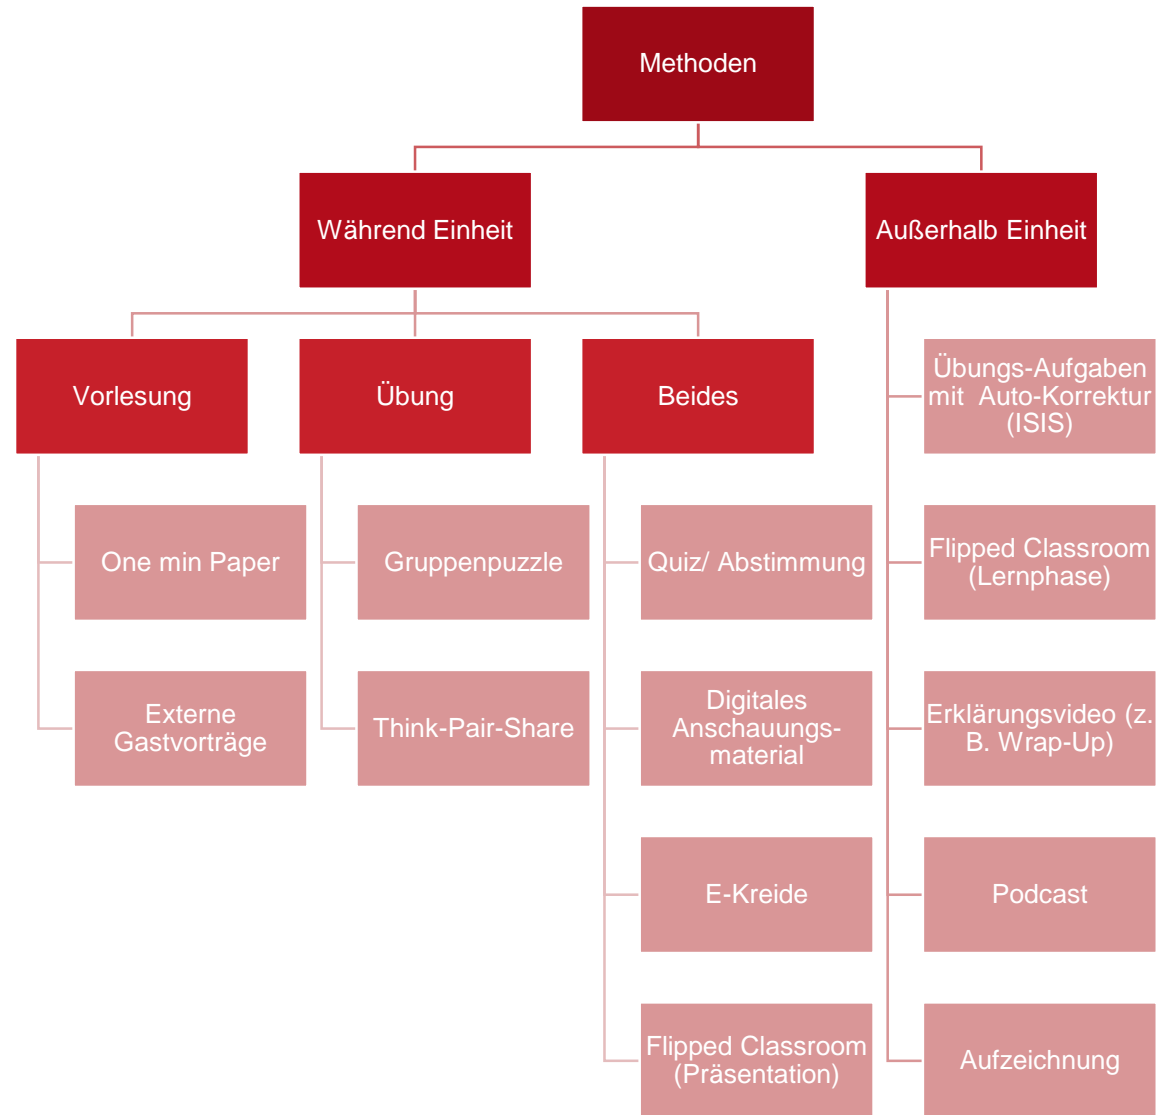 Methoden
Während Einheit
Außerhalb Einheit
Vorlesung
Übung
Beides
Übungs-Aufgaben
mit Auto-Korrektur
(ISIS)
One min Paper
Gruppenpuzzle
Quiz/ Abstimmung
Flipped Classroom
(Lernphase)
Externe
Gastvorträge
Think-Pair-Share
Digitales
Anschauungs-
material
Erklärungsvideo (z.
B. Wrap-Up)
E-Kreide
Podcast
Flipped Classroom
(Präsentation)
Aufzeichnung